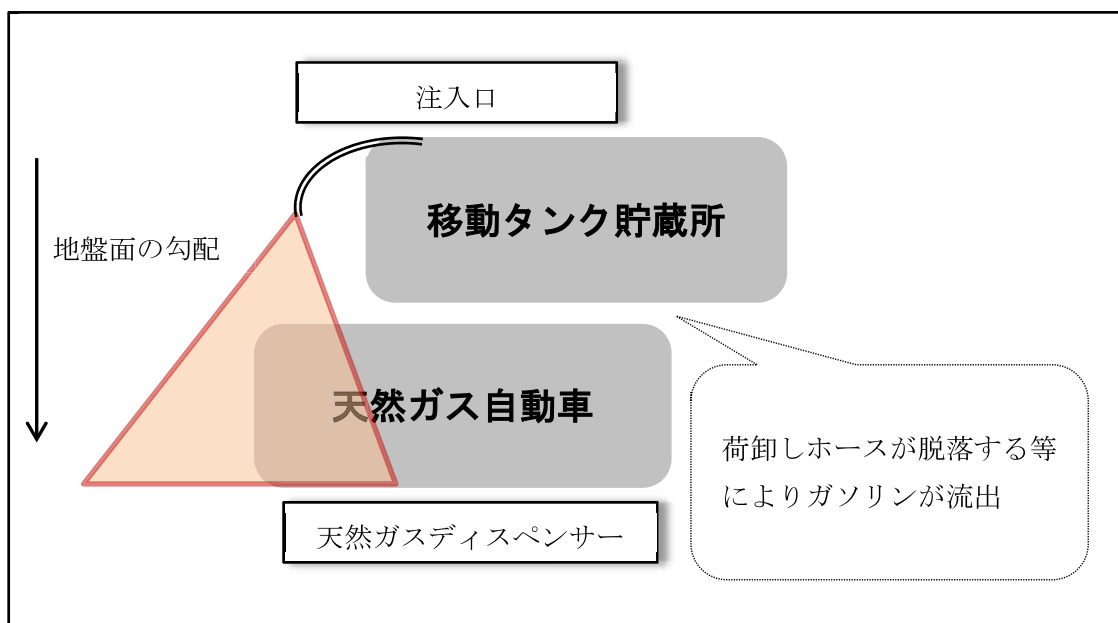 注入口
移動タンク貯蔵所
地盤面の勾配
天然ガス自動車
荷卸しホースが脱落する等
によりガソリンが流出
天然ガスディスペンサー